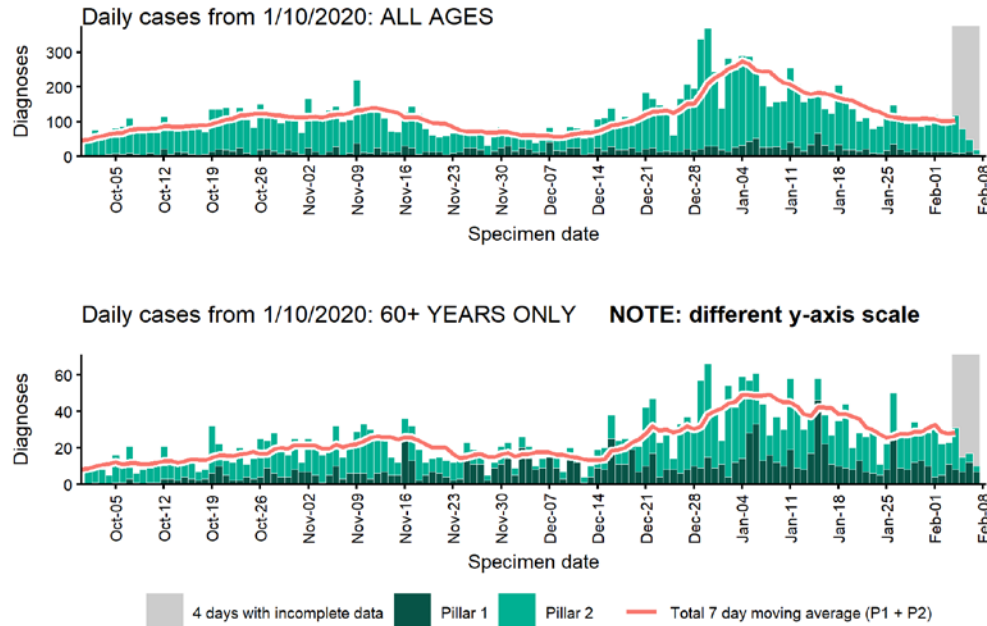 Daily cases from 1/10/2020: ALL AGES
Diagnoses
300
200
100
0
Oct-05
Oct-12
Oct-19
Oct-26
Nov-02
Nov-09
Nov-16
Nov-23
Nov-30
Dec-07
Dec-14
Dec-21
Dec-28
Jan-04
Jan-11
Jan-18
Jan-25
Feb-01
Feb-08
Specimen date
Daily cases from 1/10/2020: 60+ YEARS ONLY NOTE: different y-axis scale
Diagnoses
60
40
20
0
Oct-05
Oct-12
Oct-19
Oct-26
Nov-02
Nov-09
Nov-16
Nov-23
Nov-30
Dec-07
Dec-14
Dec-21
Dec-28
Jan-04
Jan-11
Jan-18
Jan-25
Feb-01
Feb-08
Specimen date
4 days with incomplete data Pillar 1 Pillar 2 Total 7 day moving average (P1 + P2)